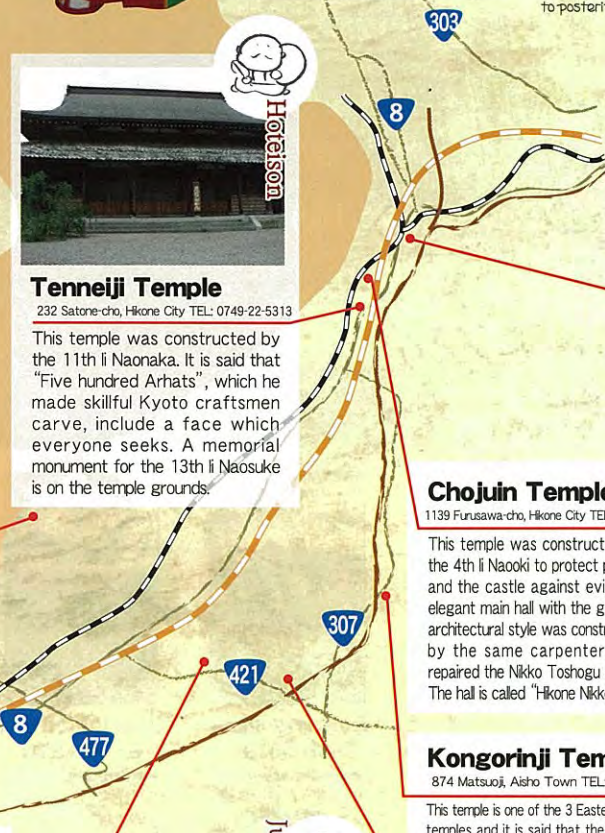 to posterit
303
8
Hoteison
Tenneiji Temple
232 Satone-cho, Hikone City TEL: 0749-22-5313
This temple was constructed by
the 11th Ii Naonaka. It is said that
“Five hundred Arhats”, which he
made skillful Kyoto craftsmen
carve, include a face which
everyone seeks. A memorial
monument for the 13th Ii Naosuke
is on the temple grounds.
Chojuin Temple
1139 Furusawa-cho, Hikone City TEL
This temple was construct
the 4th Ii Naooki to protect p
and the castle against evi
elegant main hall with the g
architectural style was constr
by the same carpenter
repaired the Nikko Toshogu
The hall is called “Hikone Nikk
307
421
8
477
Kongorinji Tem
874 Matsuoji, Aisho Town TEL:
This temple is one of the 3 Easte
temples and it is said that the
Ju